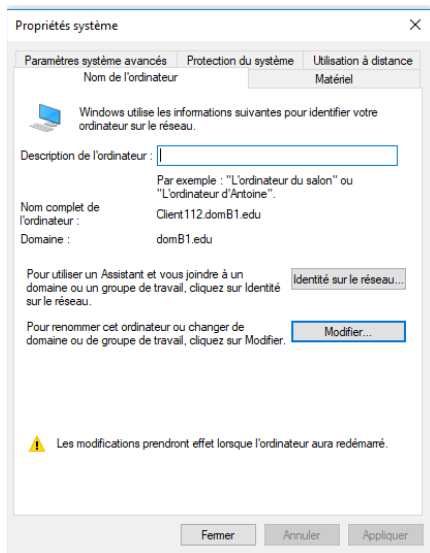 Propriétés système
Paramètres système avancés Protection du système Utilisation à distance
Nom de l'ordinateur Matériel
Windows utilise les informations suivantes pour identifier votre
ordinateur sur le réseau.
Description de l'ordinateur :
Par exemple : "L'ordinateur du salon" ou
"L'ordinateur d'Antoine".
Nom complet de
l'ordinateur :
Client112.domB1.edu
Domaine : domB1.edu
Pour utiliser un Assistant et vous joindre à un
domaine ou un groupe de travail, cliquez sur Identité
sur le réseau.
Identité sur le réseau...
Pour renommer cet ordinateur ou changer de
domaine ou de groupe de travail, cliquez sur Modifier.
Modifier...
Les modifications prendront effet lorsque l'ordinateur aura redémarré.
Fermer Annuler Appliquer